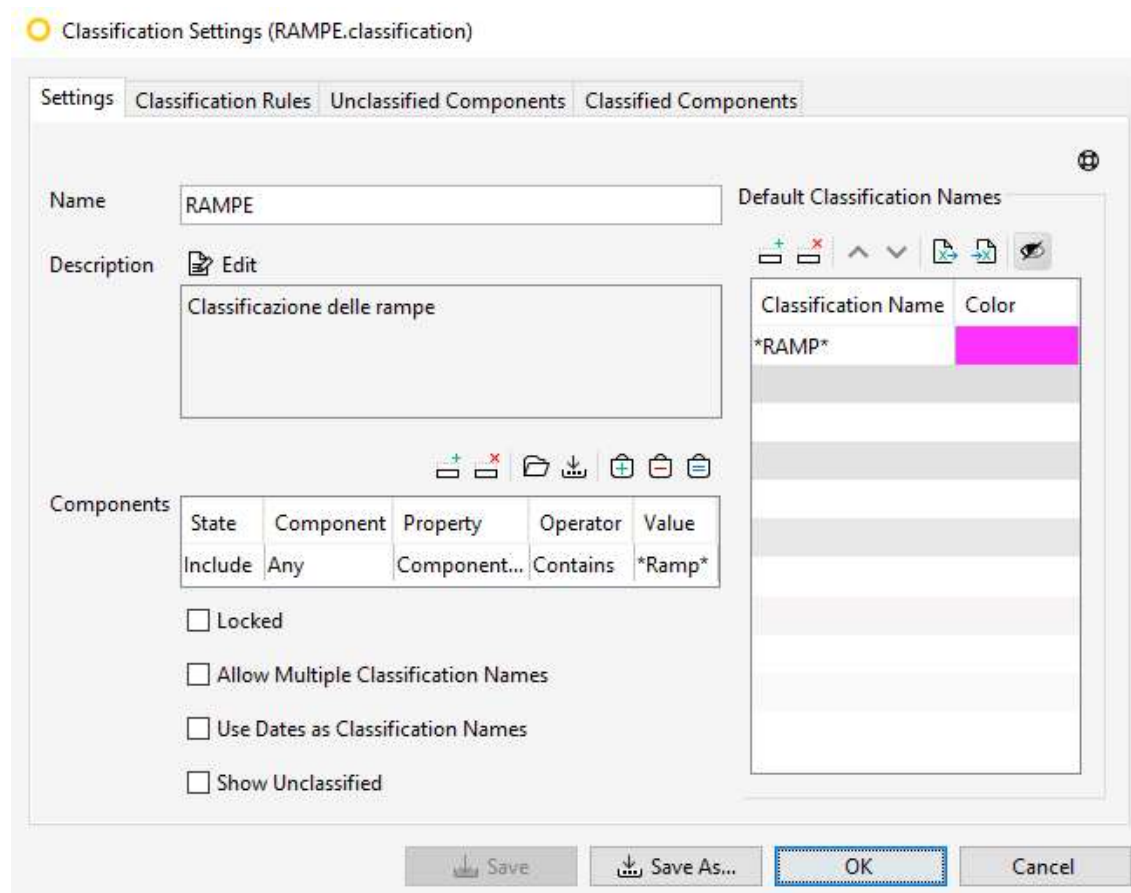 Classification Settings (RAMPE.classification)
Settings Classification Rules Unclassified Components Classified Components
Name RAMPE
Description Edit
Classificazione delle rampe
Components
State Component Property Operator Value
Include Any Component... Contains *Ramp*
Locked
Allow Multiple Classification Names
Use Dates as Classification Names
Show Unclassified
Default Classification Names
Classification Name Color
*RAMP*
Save Save As... OK Cancel